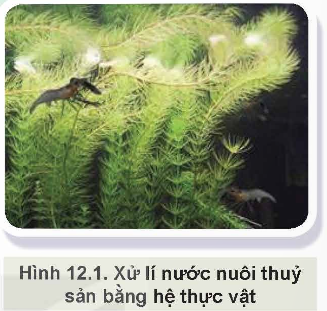 Hình 12.1. Xử lí nước nuôi thuỷ
sản bằng hệ thực vật